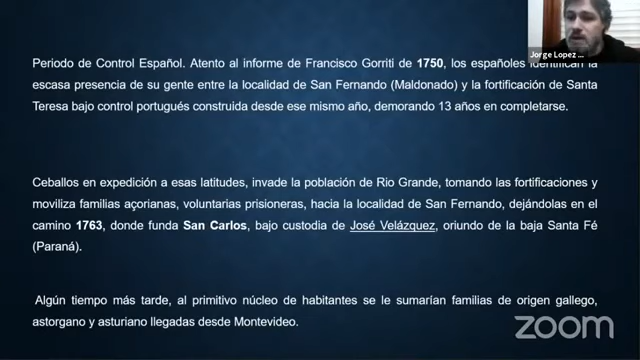 Jorge Lopez ...
Periodo de Control Español. Atento al informe de Francisco Gorriti de 1750, los españoles identifican la
escasa presencia de su gente entre la localidad de San Fernando (Maldonado) y la fortificación de Santa
Teresa bajo control portugués construida desde ese mismo año, demorando 13 años en completarse.
Ceballos en expedición a esas latitudes, invade la población de Rio Grande, tomando las fortificaciones y
moviliza familias açorianas, voluntarias prisioneras, hacia la localidad de San Fernando, dejándolas en el
camino 1763, donde funda San Carlos, bajo custodia de José Velázquez, oriundo de la baja Santa Fé
(Paraná).
Algún tiempo más tarde, al primitivo núcleo de habitantes se le sumarían familias de origen gallego,
astorgano y asturiano llegadas desde Montevideo.
zoom